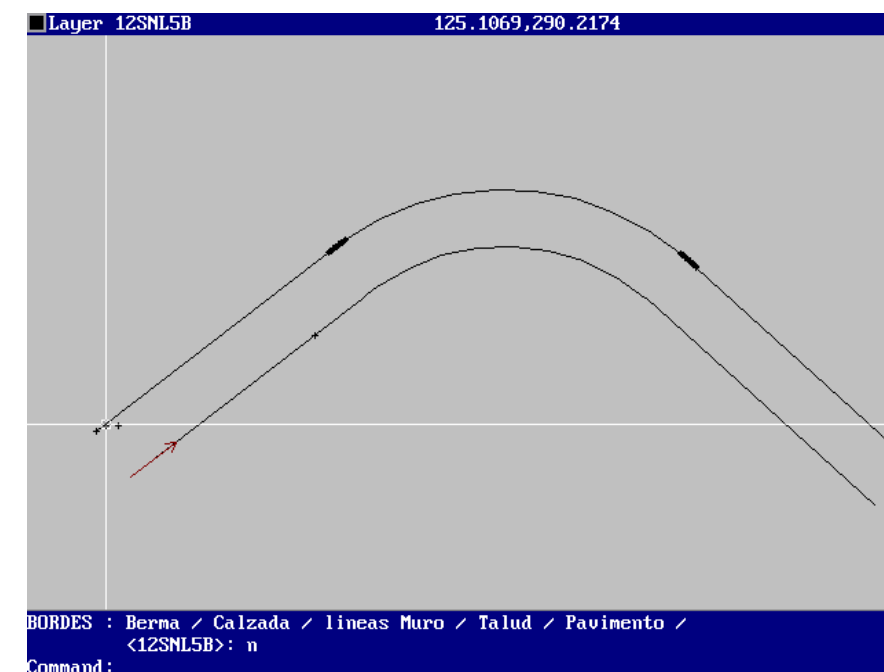 Layer 12SNL5B 125.1069,290.2174
BORDES : Berma / Calzada / lineas Muro / Talud / Pavimento /
<12SNL5B>: n
Command: